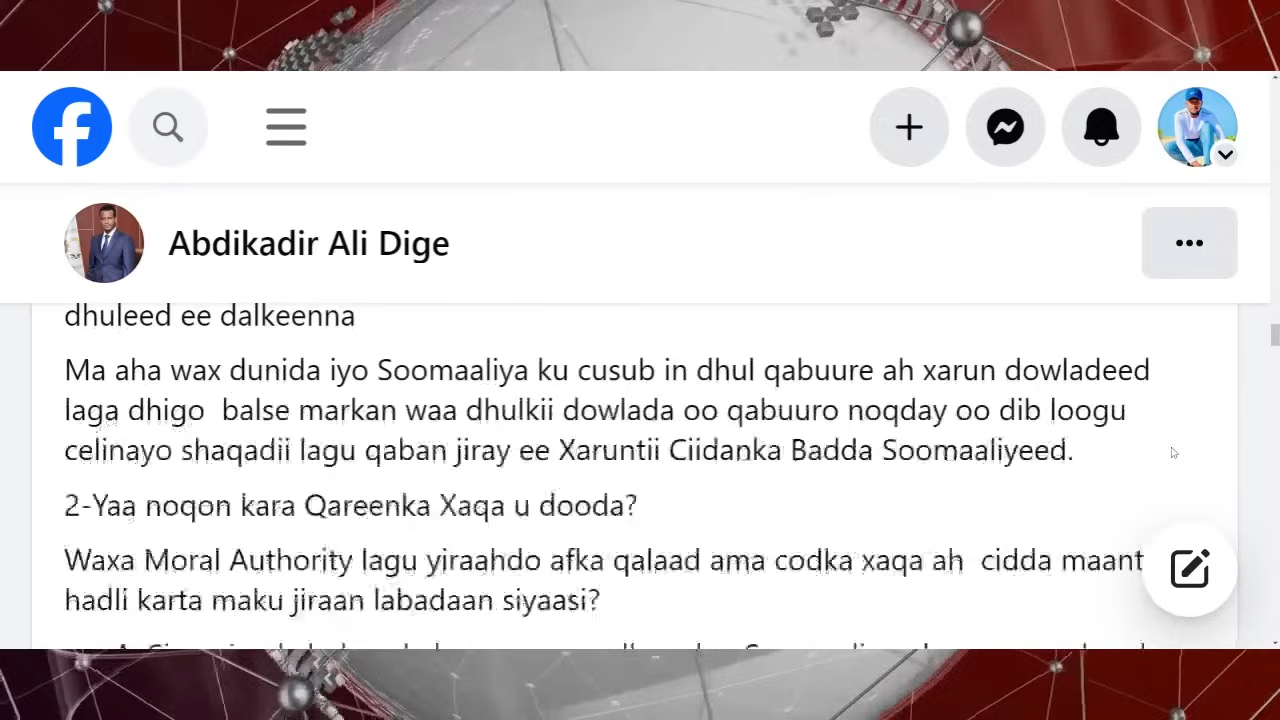 Abdikadir Ali Dige
dhuleed ee dalkeenna
Ma aha wax dunida iyo Soomaaliya ku cusub in dhul qabuure ah xarun dowladeed
laga dhigo balse markan waa dhulkii dowlada oo qabuuro noqday oo dib loogu
celinayo shaqadii lagu qaban jiray ee Xaruntii Ciidanka Badda Soomaaliyeed.
2-Yaa noqon kara Qareenka Xaqa u dooda?
Waxa Moral Authority lagu yiraahdo afka qalaad ama codka xaqa ah cidda maant
hadli karta maku jiraan labadaan siyaasi?